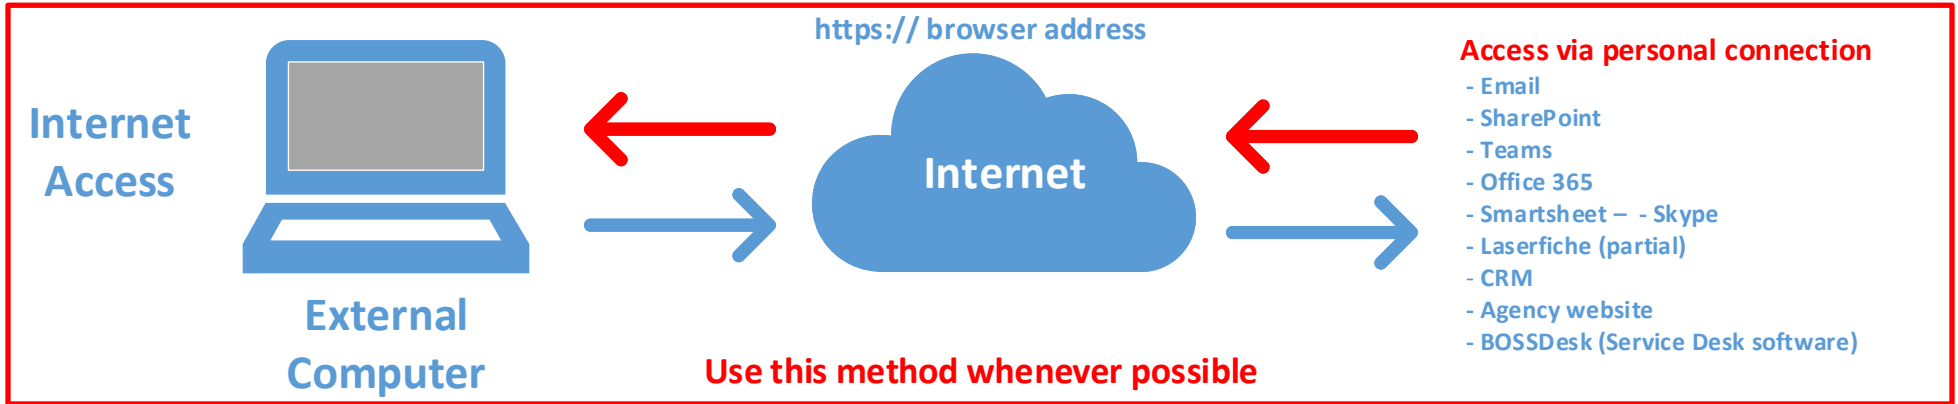 https:// browser address
Internet
Access
External
Computer
Internet
Use this method whenever possible
Access via personal connection
- Email
- SharePoint
- Teams
- Office 365
- Smartsheet – - Skype
- Laserfiche (partial)
- CRM
- Agency website
- BOSSDesk (Service Desk software)